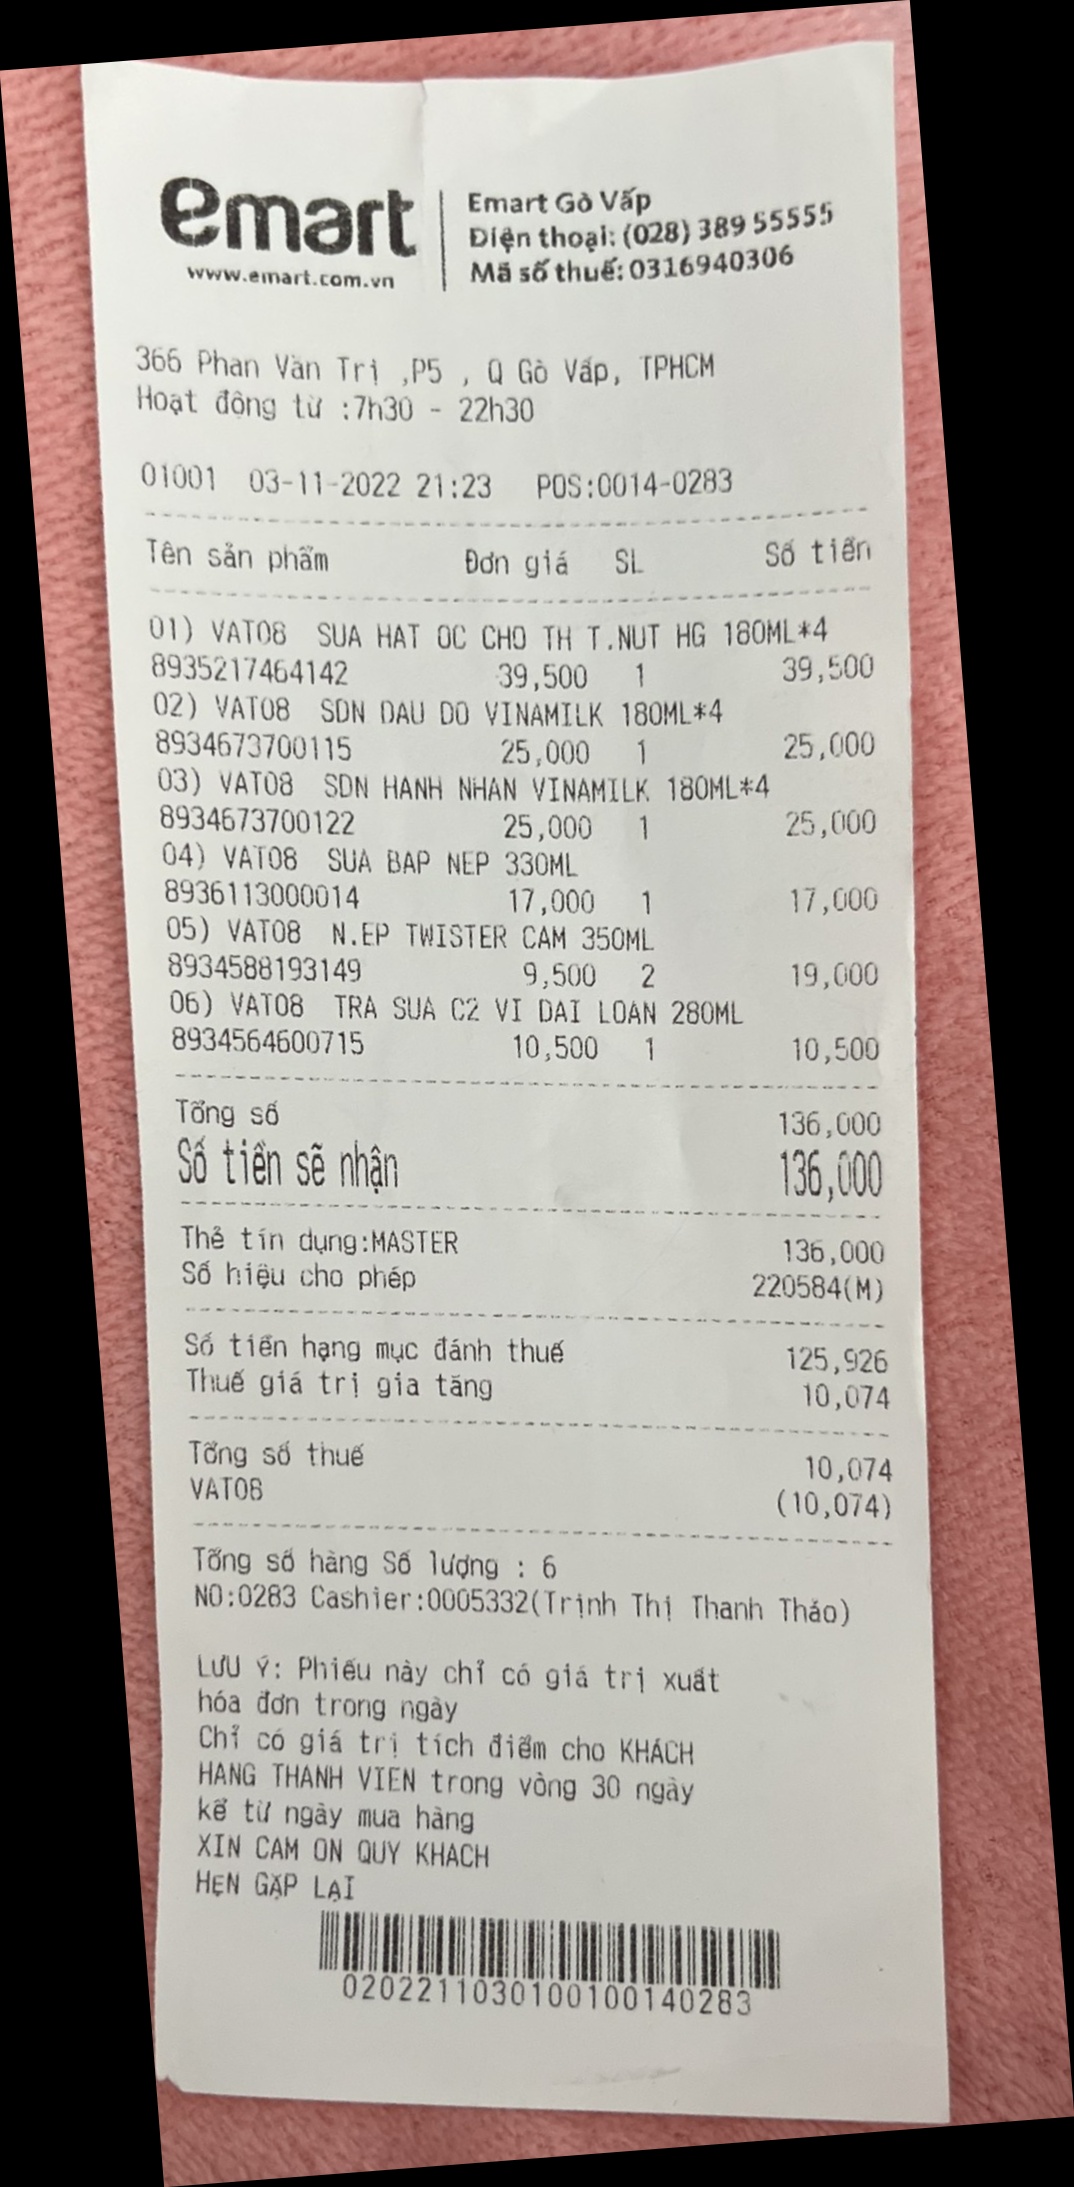 emart
www.emart.com.vn
Emart Gò Vấp
Điện thoại: (028) 389 55555
Mã số thuế: 0316940306
366 Phan Văn Trị ,P5 , Q Gò Vấp, TPHCM
Hoạt động từ :7h30 - 22h30
01001 03-11-2022 21:23 POS:0014-0283
Tên sản phẩm Đơn giá SL Số tiền
01) VAT08 SUA HAT OC CHO TH T.NUT HG 180ML*4
8935217464142 39,500 1 39,500
02) VAT08 SDN DAU DO VINAMILK 180ML*4
8934673700115 25,000 1 25,000
03) VAT08 SDN HANH NHAN VINAMILK 180ML*4
8934673700122 25,000 1 25,000
04) VAT08 SUA BAP NEP 330ML
8936113000014 17,000 1 17,000
05) VAT08 N.EP TWISTER CAM 350ML
8934588193149 9,500 2 19,000
06) VAT08 TRA SUA C2 VI DAI LOAN 280ML
8934564600715 10,500 1 10,500
Tổng số 136,000
Số tiền sẽ nhận 136,000
Thẻ tín dụng:MASTER 136,000
Số hiệu cho phép 220584(M)
Số tiền hạng mục đánh thuế 125,926
Thuế giá trị gia tăng 10,074
Tổng số thuế 10,074
VAT08 (10,074)
Tổng số hàng Số lượng : 6
NO:0283 Cashier:0005332(Trịnh Thị Thanh Thảo)
LƯU Ý: Phiếu này chỉ có giá trị xuất
hóa đơn trong ngày
Chỉ có giá trị tích điểm cho KHÁCH
HANG THANH VIEN trong vòng 30 ngày
kể từ ngày mua hàng
XIN CAM ON QUY KHACH
HẸN GẶP LẠI
020221103010010014028​3